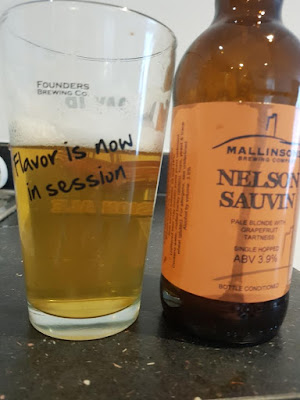 FOUNDERS
BREWING CO.
Flavor is now
in session
MALLINSONS
BREWING COMPANY
NELSON
SAUVIN
PALE BLONDE WITH
GRAPEFRUIT
TARTNESS
SINGLE HOPPED
ABV 3.9%
BOTTLE CONDITIONED